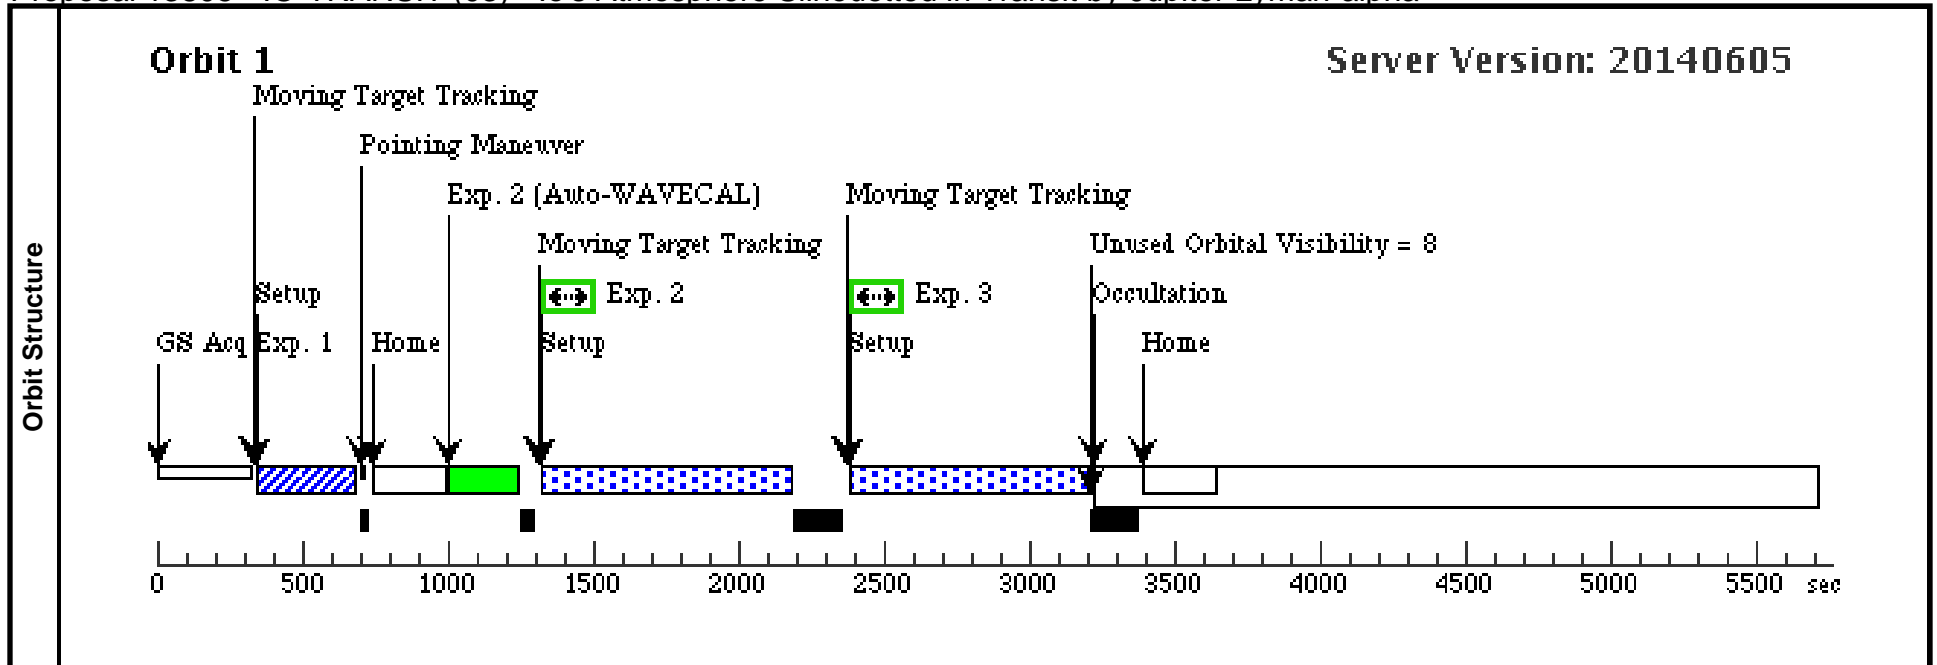 Orbit 1
Server Version: 20140605
Moving Target Tracking
Pointing Maneuver
Exp. 2 (Auto-WAVECAL)
Moving Target Tracking
Moving Target Tracking
Unused Orbital Visibility = 8
Setup
Exp. 2
Exp. 3
Occultation
GS Acq
Exp. 1
Home
Setup
Setup
Home
Orbit Structure
0 500 1000 1500 2000 2500 3000 3500 4000 4500 5000 5500 sec